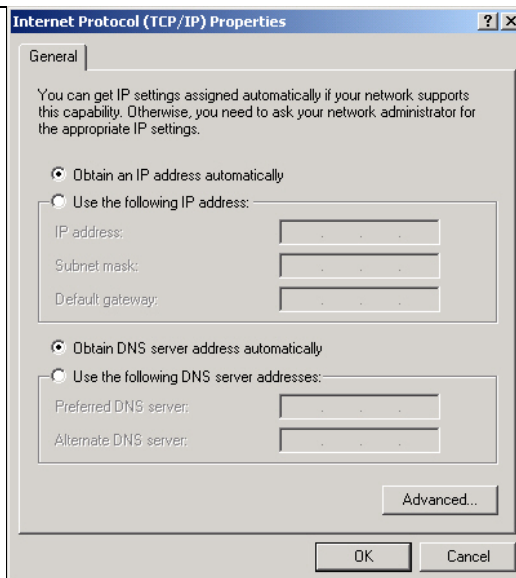 Internet Protocol (TCP/IP) Properties
General
You can get IP settings assigned automatically if your network supports
this capability. Otherwise, you need to ask your network administrator for
the appropriate IP settings.
Obtain an IP address automatically
Use the following IP address:
IP address:
Subnet mask:
Default gateway:
Obtain DNS server address automatically
Use the following DNS server addresses:
Preferred DNS server:
Alternate DNS server:
Advanced...
OK Cancel